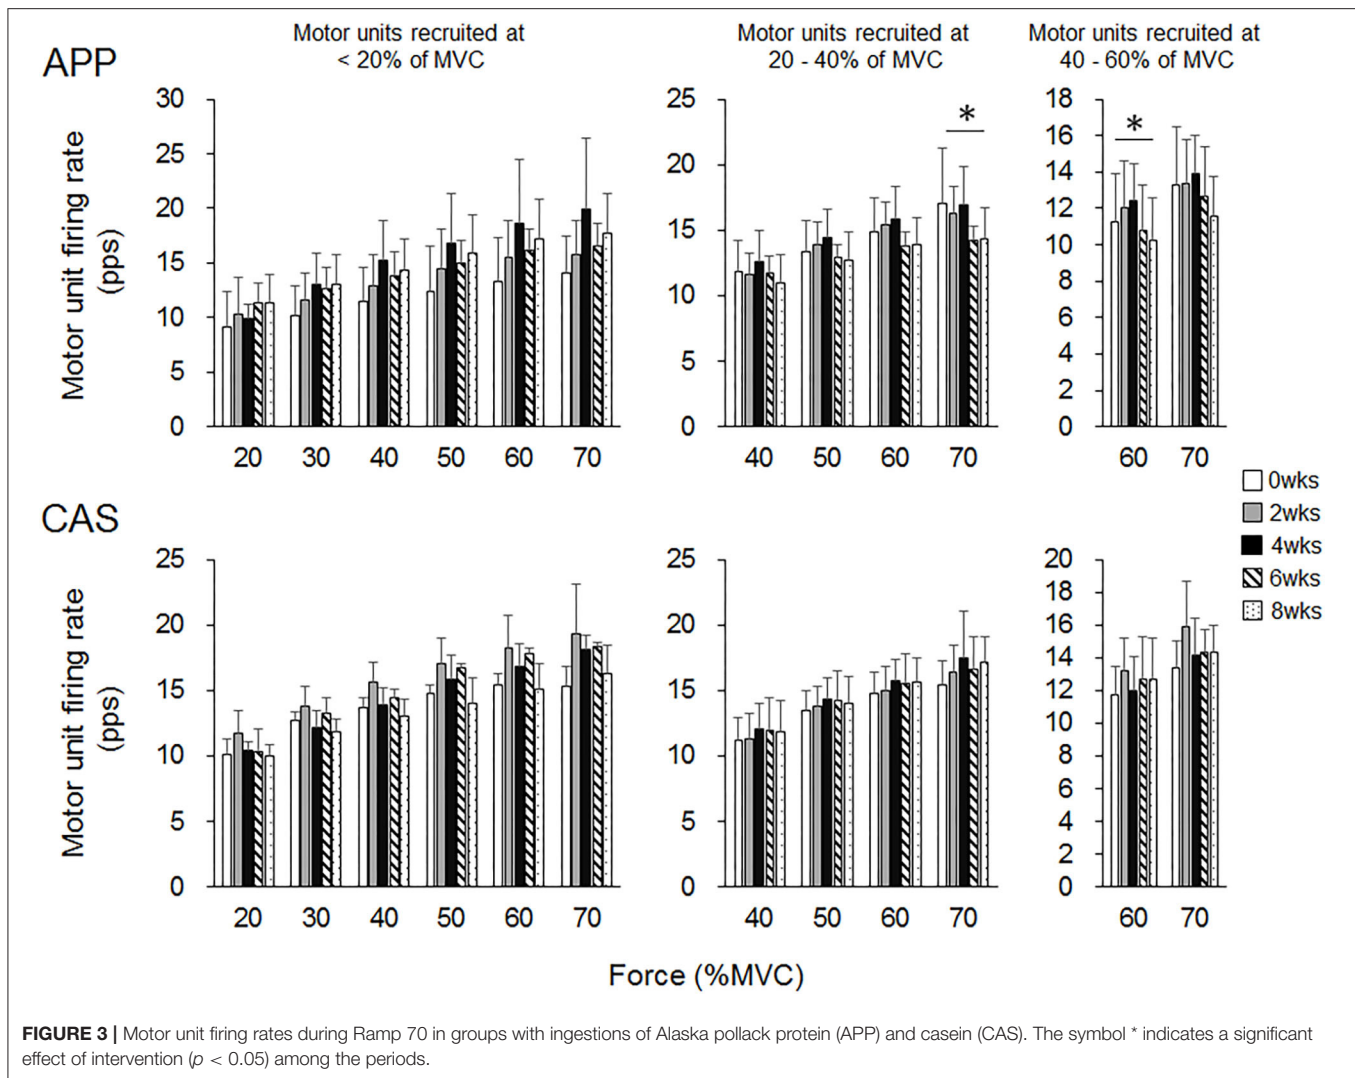 Motor units recruited at
< 20% of MVC
Motor units recruited at
20 - 40% of MVC
Motor units recruited at
40 - 60% of MVC
APP
Motor unit firing rate
(pps)
30
25
20
15
10
5
0
20 30 40 50 60 70
25
20
15
10
5
0
*
40 50 60 70
18
16
14
12
10
8
6
4
2
0
*
60 70
0wks
2wks
4wks
6wks
8wks
CAS
Motor unit firing rate
(pps)
25
20
15
10
5
0
20 30 40 50 60 70
25
20
15
10
5
0
40 50 60 70
20
18
16
14
12
10
8
6
4
2
0
60 70
Force (%MVC)
FIGURE 3 | Motor unit firing rates during Ramp 70 in groups with ingestions of Alaska pollack protein (APP) and casein (CAS). The symbol * indicates a significant
effect of intervention (p < 0.05) among the periods.